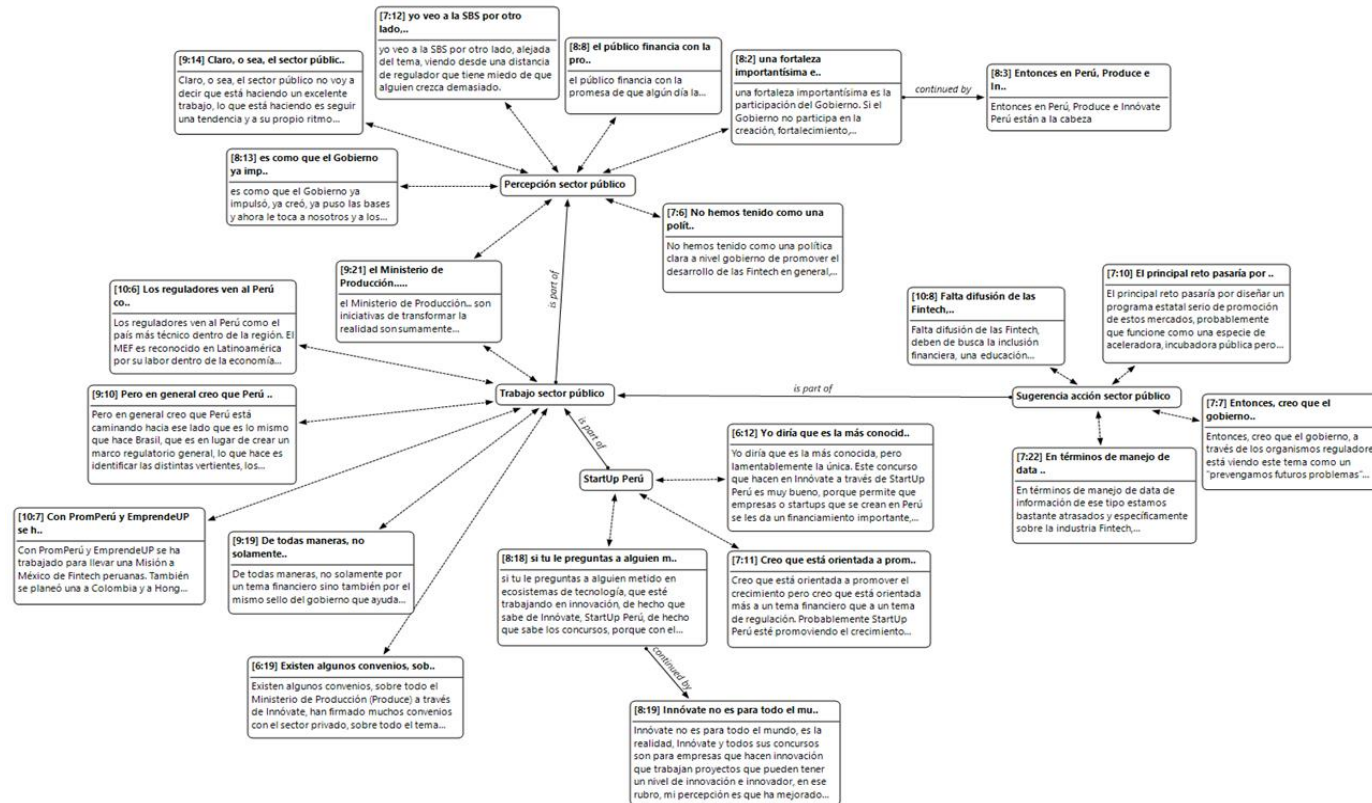 [7:12] yo veo a la SBS por otro
lado,..
yo veo a la SBS por otro lado, alejada
del tema, viendo desde una distancia
de regulador que tiene miedo de que
alguien crezca demasiado.
[8:8] el público financia con la
pro..
el público financia con la
promesa de que algún día la...
[8:2] una fortaleza
importantísima e..
una fortaleza importantísima es la
participación del Gobierno. Si el
Gobierno no participa en la
creación, fortalecimiento,...
continued by
[8:3] Entonces en Perú, Produce e
In..
Entonces en Perú, Produce e Innóvate
Perú están a la cabeza
[9:14] Claro, o sea, el sector públic..
Claro, o sea, el sector público no voy a
decir que está haciendo un excelente
trabajo, lo que está haciendo es seguir
una tendencia y a su propio ritmo...
[8:13] es como que el Gobierno
ya imp..
es como que el Gobierno ya
impulsó, ya creó, ya puso las bases
y ahora le toca a nosotros y a los...
Percepción sector público
[7:6] No hemos tenido como una
polít..
No hemos tenido como una política
clara a nivel gobierno de promover el
desarrollo de las Fintech en general,...
[9:21] el Ministerio de
Producción.....
el Ministerio de Producción... son
iniciativas de transformar la
realidad son sumamente...
is part of
[10:6] Los reguladores ven al Perú
co..
Los reguladores ven al Perú como el
país más técnico dentro de la región. El
MEF es reconocido en Latinoamérica
por su labor dentro de la economía...
[10:8] Falta difusión de las
Fintech,..
Falta difusión de las Fintech,
deben de busca la inclusión
financiera, una educación...
[7:10] El principal reto pasaría por ..
El principal reto pasaría por diseñar un
programa estatal serio de promoción
de estos mercados, probablemente
que funcione como una especie de
aceleradora, incubadora pública pero...
Trabajo sector público
is part of
Sugerencia acción sector público
[9:10] Pero en general creo que Perú ..
Pero en general creo que Perú está
caminando hacia ese lado que es lo mismo
que hace Brasil, que es en lugar de crear un
marco regulatorio general, lo que hace es
identificar las distintas vertientes, los...
is part of
StartUp Perú
[6:12] Yo diría que es la más conocid..
Yo diría que es la más conocida,
pero lamentablemente la única. Este concurso
que hacen en Innóvate a través de StartUp
Perú es muy bueno, porque permite que
empresas o startups que se crean en Perú
se les da un financiamiento importante,...
[7:22] En términos de manejo de
data ..
En términos de manejo de data de
información de ese tipo estamos
bastante atrasados y específicamente
sobre la industria Fintech,...
[7:7] Entonces, creo que el
gobierno..
Entonces, creo que el gobierno, a
través de los organismos reguladores
está viendo este tema como un
"prevengamos futuros problemas"...
[10:7] Con PromPerú y EmprendeUP
se h..
Con PromPerú y EmprendeUP se ha
trabajado para llevar una Misión a
México de Fintech peruanas. También
se planeó una a Colombia y a Hong...
[9:19] De todas maneras, no
solamente..
De todas maneras, no solamente por
un tema financiero sino también por el
mismo sello del gobierno que ayuda...
[8:18] si tu le preguntas a alguien m..
si tu le preguntas a alguien metido en
ecosistemas de tecnología, que esté
trabajando en innovación, de hecho que
sabe de Innóvate, StartUp Perú, de hecho
que sabe los concursos, porque con el...
[7:11] Creo que está orientada a prom..
Creo que está orientada a promover el
crecimiento pero creo que está orientada
más a un tema financiero que a un tema
de regulación. Probablemente StartUp
Perú esté promoviendo el crecimiento...
[6:19] Existen algunos convenios, sob..
Existen algunos convenios, sobre todo el
Ministerio de Producción (Produce) a través
de Innóvate, han firmado muchos convenios
con el sector privado, sobre todo el tema...
continued by
[8:19] Innóvate no es para todo el mu..
Innóvate no es para todo el mundo, es la
realidad, Innóvate y todos sus concursos
son para empresas que hacen innovación
que trabajan proyectos que pueden tener
un nivel de innovación e innovador, en ese
rubro, mi percepción es que ha mejorado...